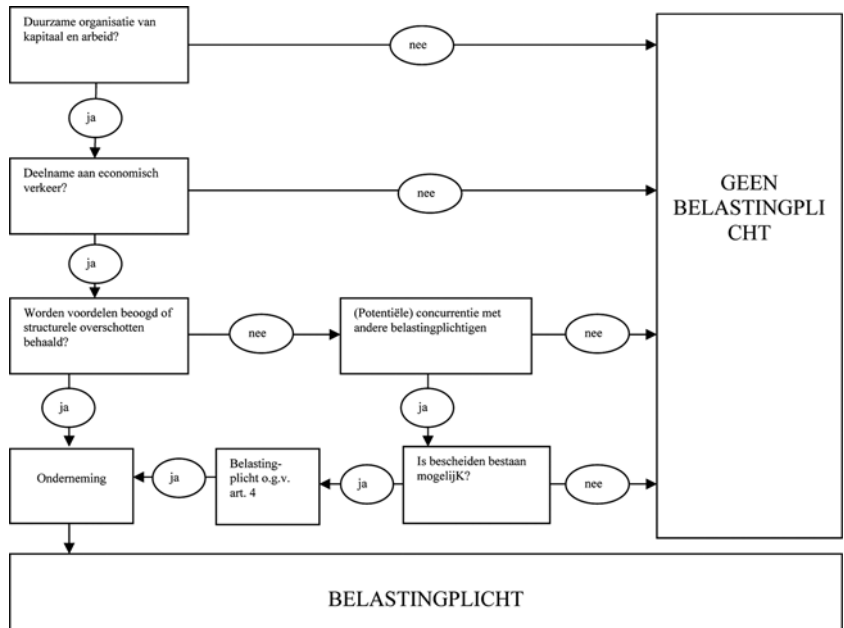 Duurzame organisatie van
kapitaal en arbeid?
nee
ja
Deelname aan economisch
verkeer?
nee
GEEN
BELASTINGPLI
CHT
ja
Worden voordelen beoogd of
structurele overschotten
behaald?
nee
(Potentiële) concurrentie met
andere belastingplichtigen
nee
ja
ja
Onderneming
ja
Belasting-
plicht o.g.v.
art. 4
ja
Is bescheiden bestaan
mogelijK?
nee
BELASTINGPLICHT